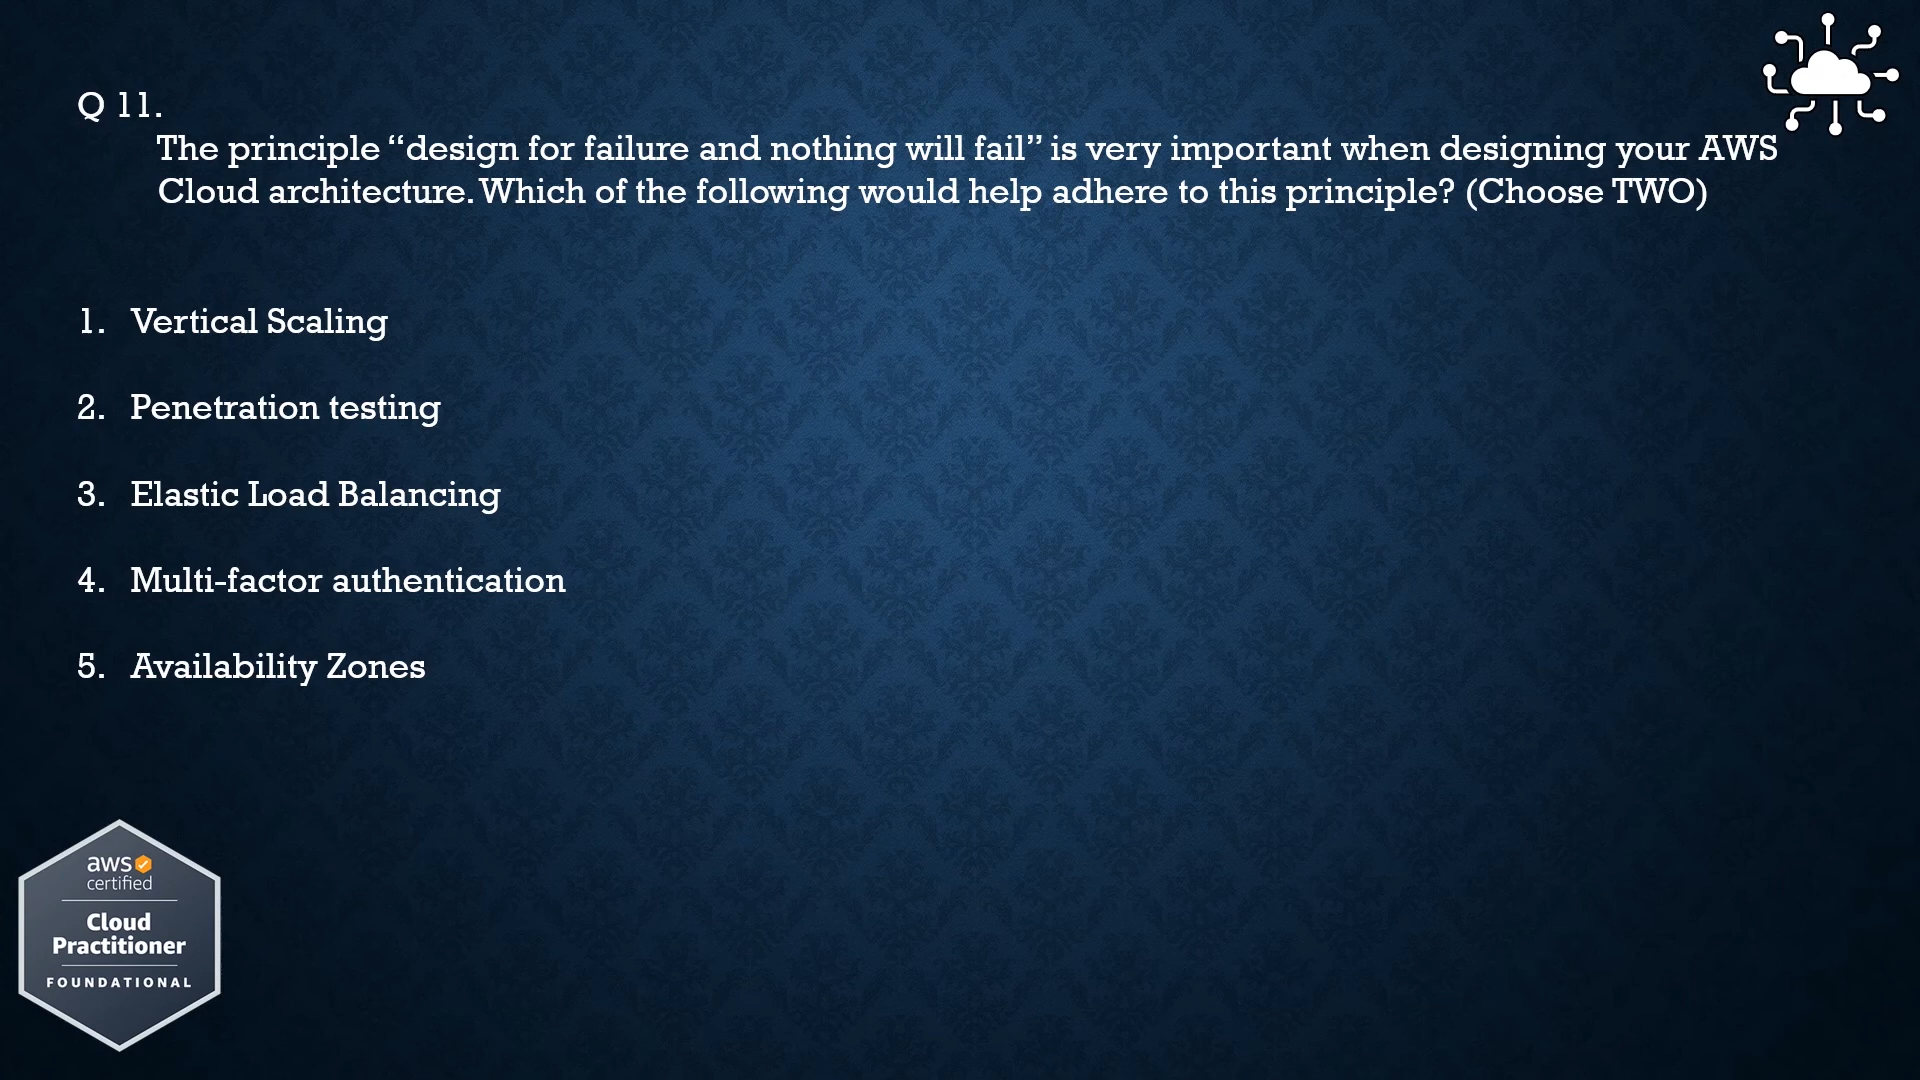 Q 11.
The principle “design for failure and nothing will fail” is very important when designing your AWS
Cloud architecture. Which of the following would help adhere to this principle? (Choose TWO)
1. Vertical Scaling
2. Penetration testing
3. Elastic Load Balancing
4. Multi-factor authentication
5. Availability Zones
aws
certified
Cloud
Practitioner
FOUNDATIONAL